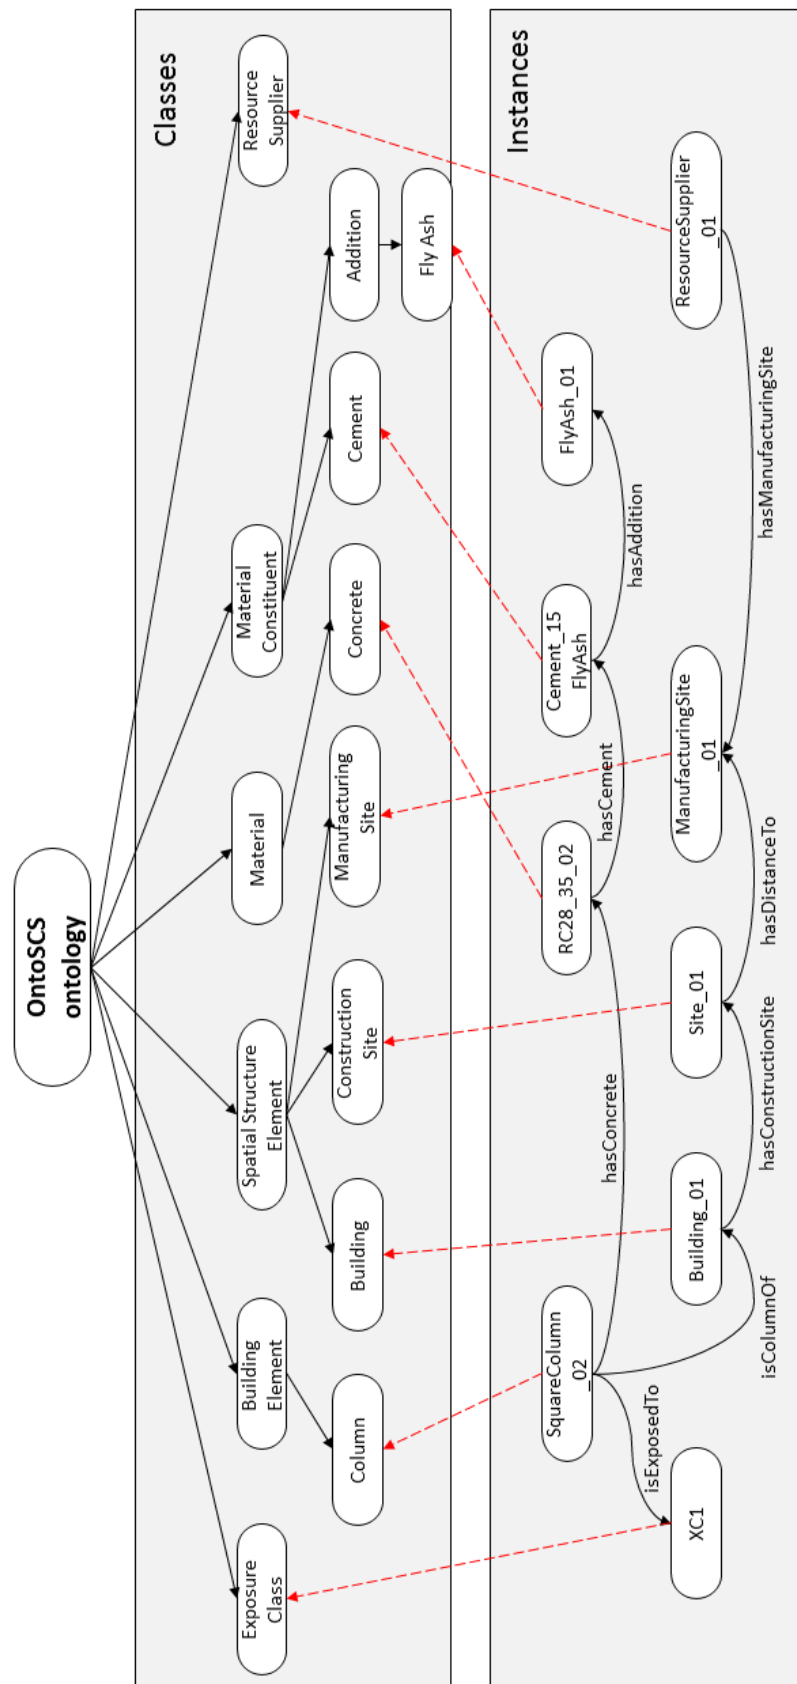 OntoSCS
ontology
Classes
Exposure
Class
Building
Element
Spatial Structure
Element
Material
Material
Constituent
Resource
Supplier
Column
Building
Construction
Site
Manufacturing
Site
Concrete
Cement
Addition
Fly Ash
Instances
SquareColumn
_02
RC28_35_02
Cement_15
FlyAsh
FlyAsh_01
hasConcrete
hasCement
hasAddition
isExposedTo
XC1
Building_01
Site_01
ManufacturingSite
_01
ResourceSupplier
_01
isColumnOf
hasConstructionSite
hasDistanceTo
hasManufacturingSite